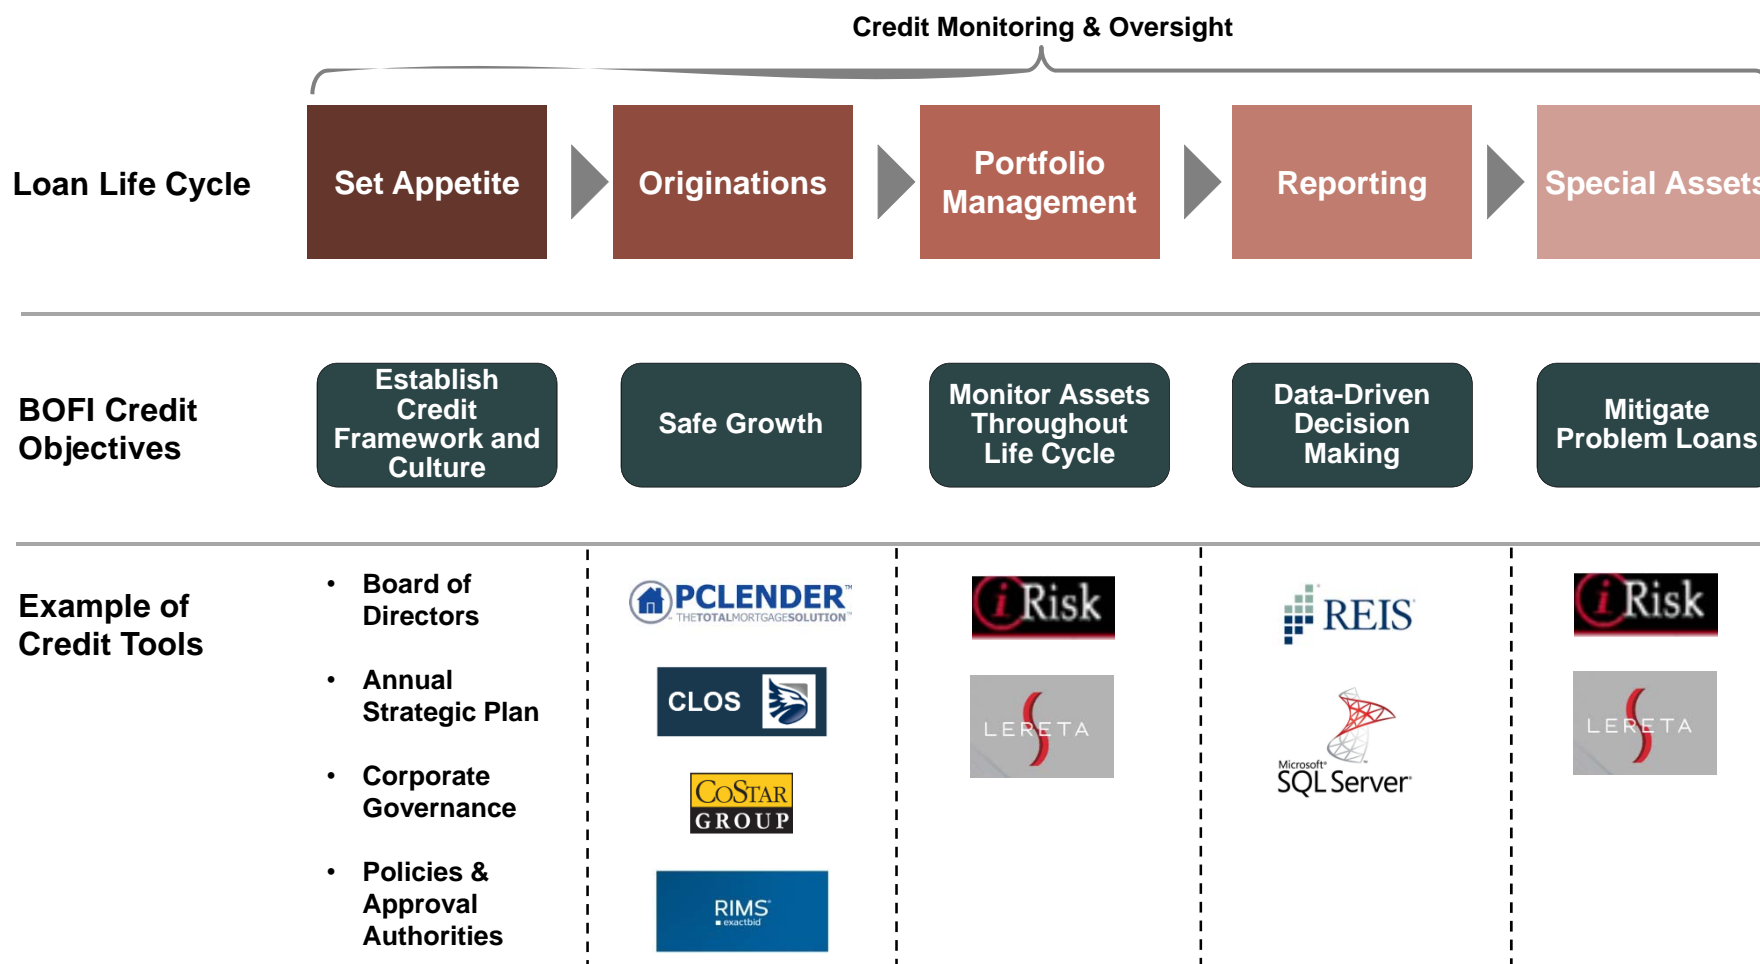 Credit Monitoring & Oversight
Loan Life Cycle
Set Appetite
Originations
Portfolio
Management
Reporting
Special Assets
BOFI Credit
Objectives
Establish
Credit
Framework and
Culture
Safe Growth
Monitor Assets
Throughout
Life Cycle
Data-Driven
Decision
Making
Mitigate
Problem Loans
Example of
Credit Tools
• Board of
Directors
• Annual
Strategic Plan
• Corporate
Governance
• Policies &
Approval
Authorities
PCLENDER™
THETOTALMORTGAGESOLUTION™
CLOS
COSTAR
GROUP
RIMS®
exactbid
iRisk
LERETA
REIS
Microsoft®
SQL Server®
iRisk
LERETA